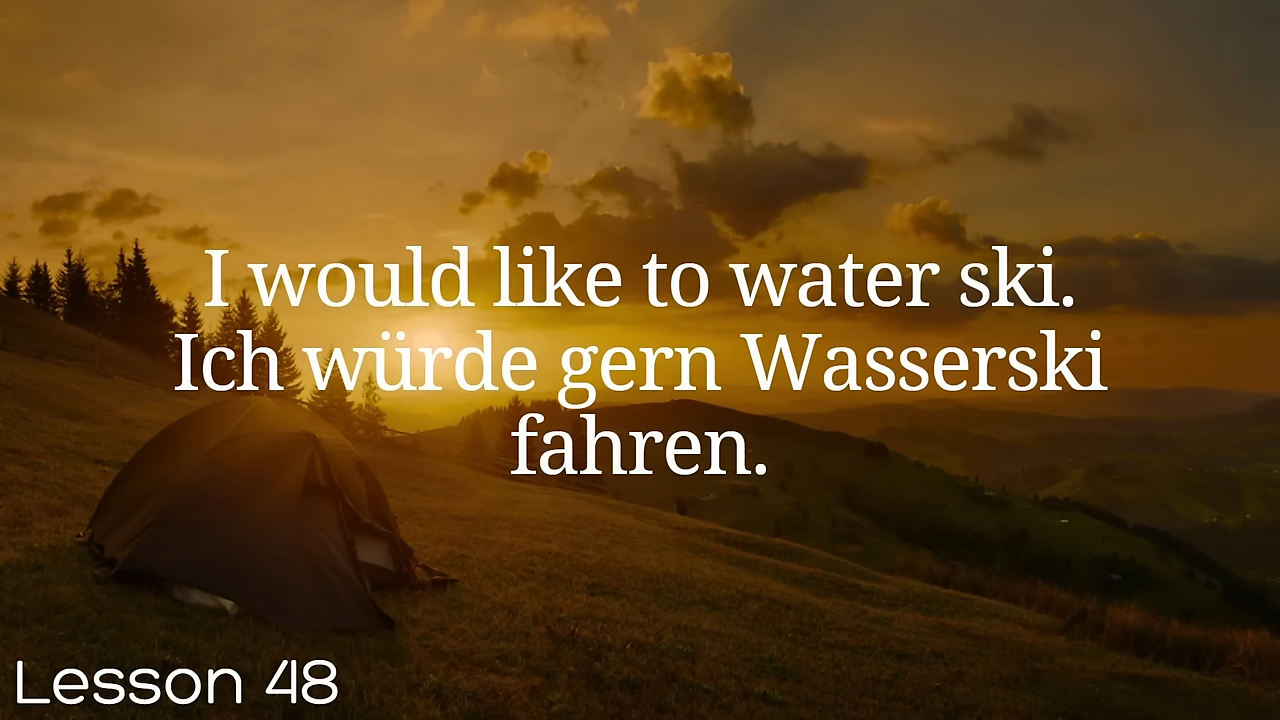 I would like to water ski.
Ich würde gern Wasserski
fahren.
Lesson 48